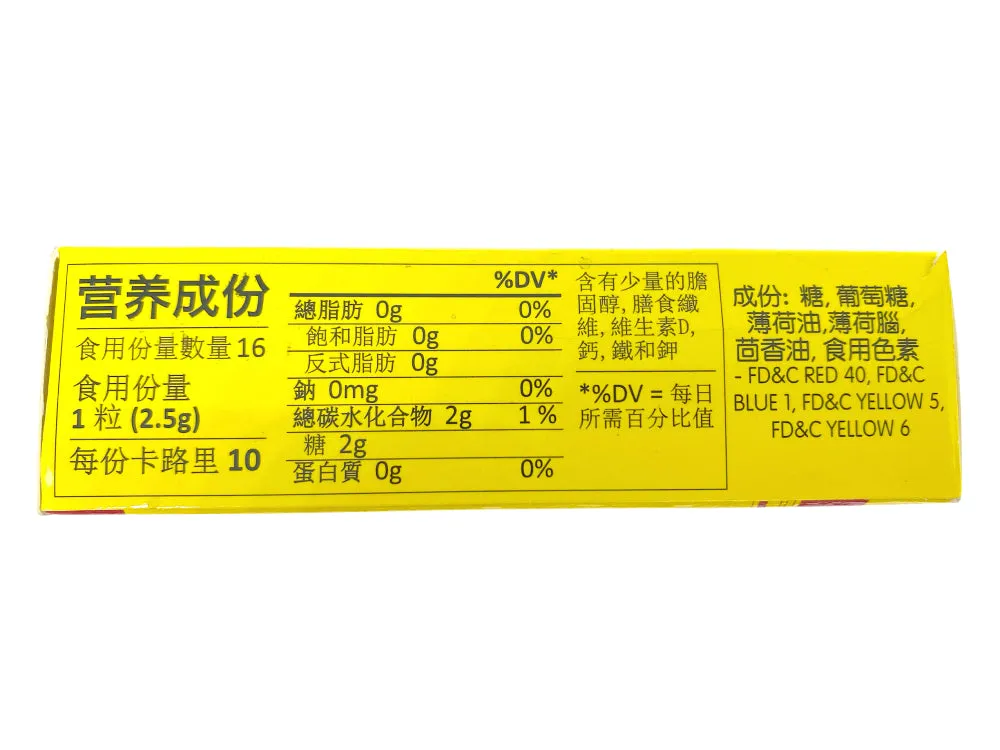 营养成份
食用份量數量 16
食用份量
1 粒 (2.5g)
每份卡路里 10
%DV*
總脂肪 0g 0%
飽和脂肪 0g 0%
反式脂肪 0g
鈉 0mg 0%
總碳水化合物 2g 1%
糖 2g
蛋白質 0g 0%
含有少量的膽
固醇, 膳食纖
維, 維生素D,
鈣, 鐵和鉀
*%DV = 每日
所需百分比值
成份: 糖, 葡萄糖,
薄荷油,薄荷腦,
茴香油, 食用色素
- FD&C RED 40, FD&C
BLUE 1, FD&C YELLOW 5,
FD&C YELLOW 6